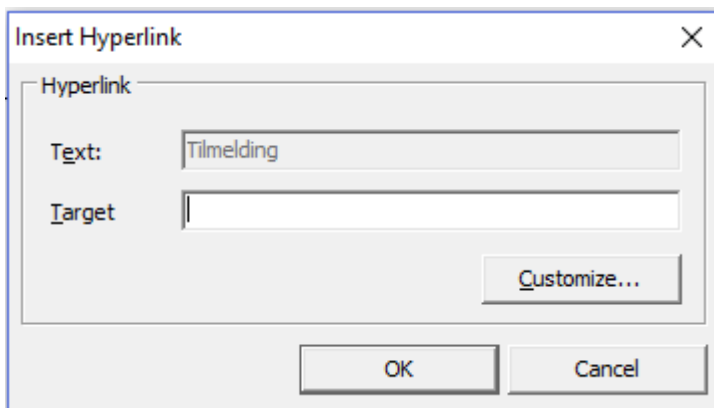 Insert Hyperlink
Hyperlink
Text:
Tilmelding
Target
Customize...
OK
Cancel